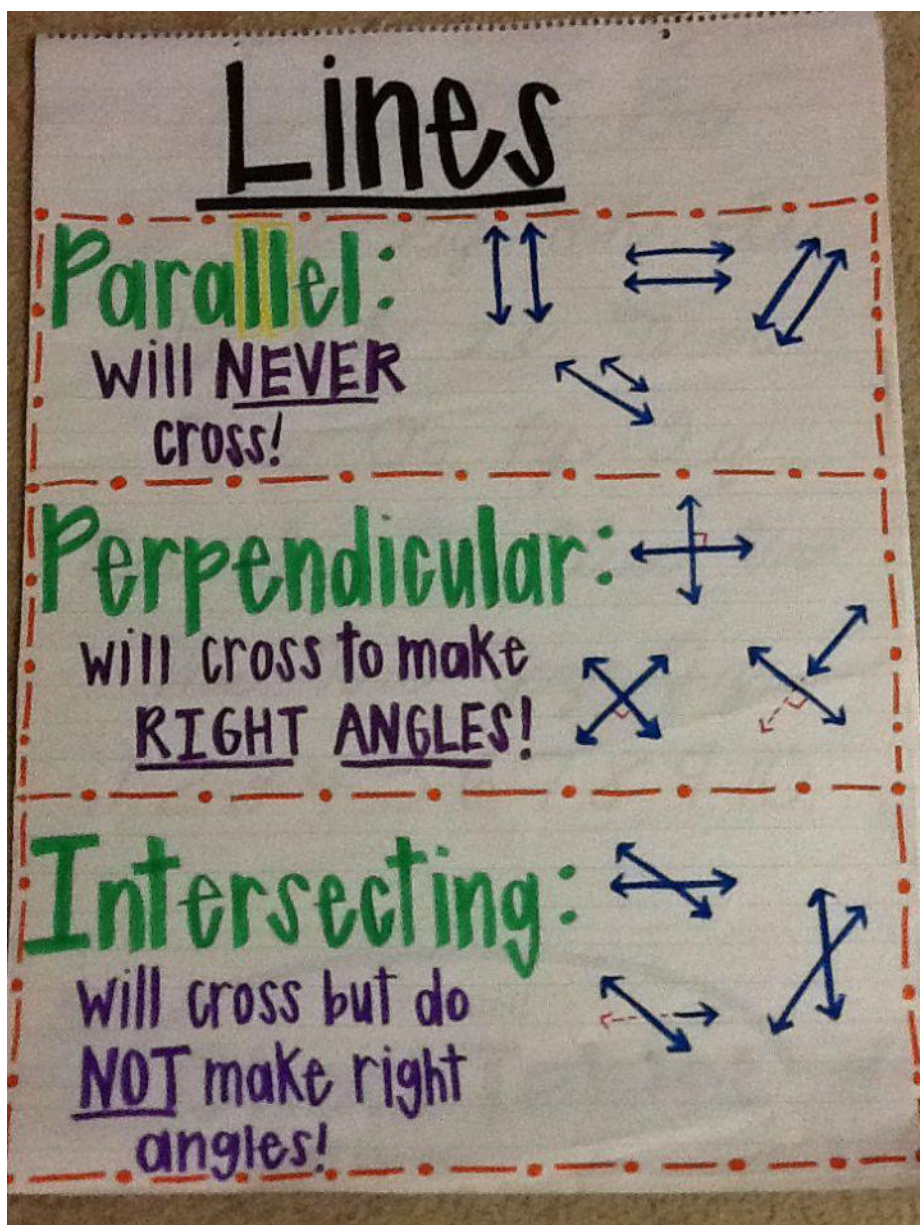 Lines
Parallel:
will NEVER
cross!
Perpendicular:
will cross to make
RIGHT ANGLES!
Intersecting:
will cross but do
NOT make right
angles!